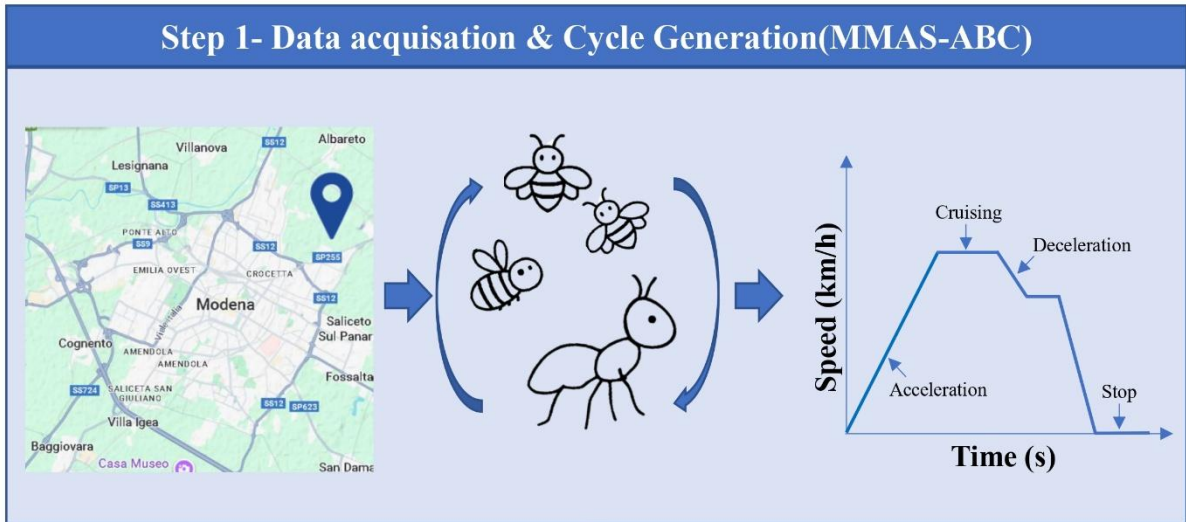 Step 1- Data acquisation & Cycle Generation(MMAS-ABC)
SS12
Albareto
Villanova
Lesignana
SP13
SS413
PONTE ALTO
SS9
SS12
SP255
EMILIA OVEST
CROCETTA
SS12
Modena
Viale Italia
Saliceto
Sul Panar
Cognento
AMENDOLA
AMENDOLA
Fossalta
SS724
SALICETA SAN
GIULIANO
SS12
SP623
Villa Igea
Baggiovara
Casa Museo
San Dama
Speed (km/h)
Cruising
Deceleration
Acceleration
Stop
Time (s)